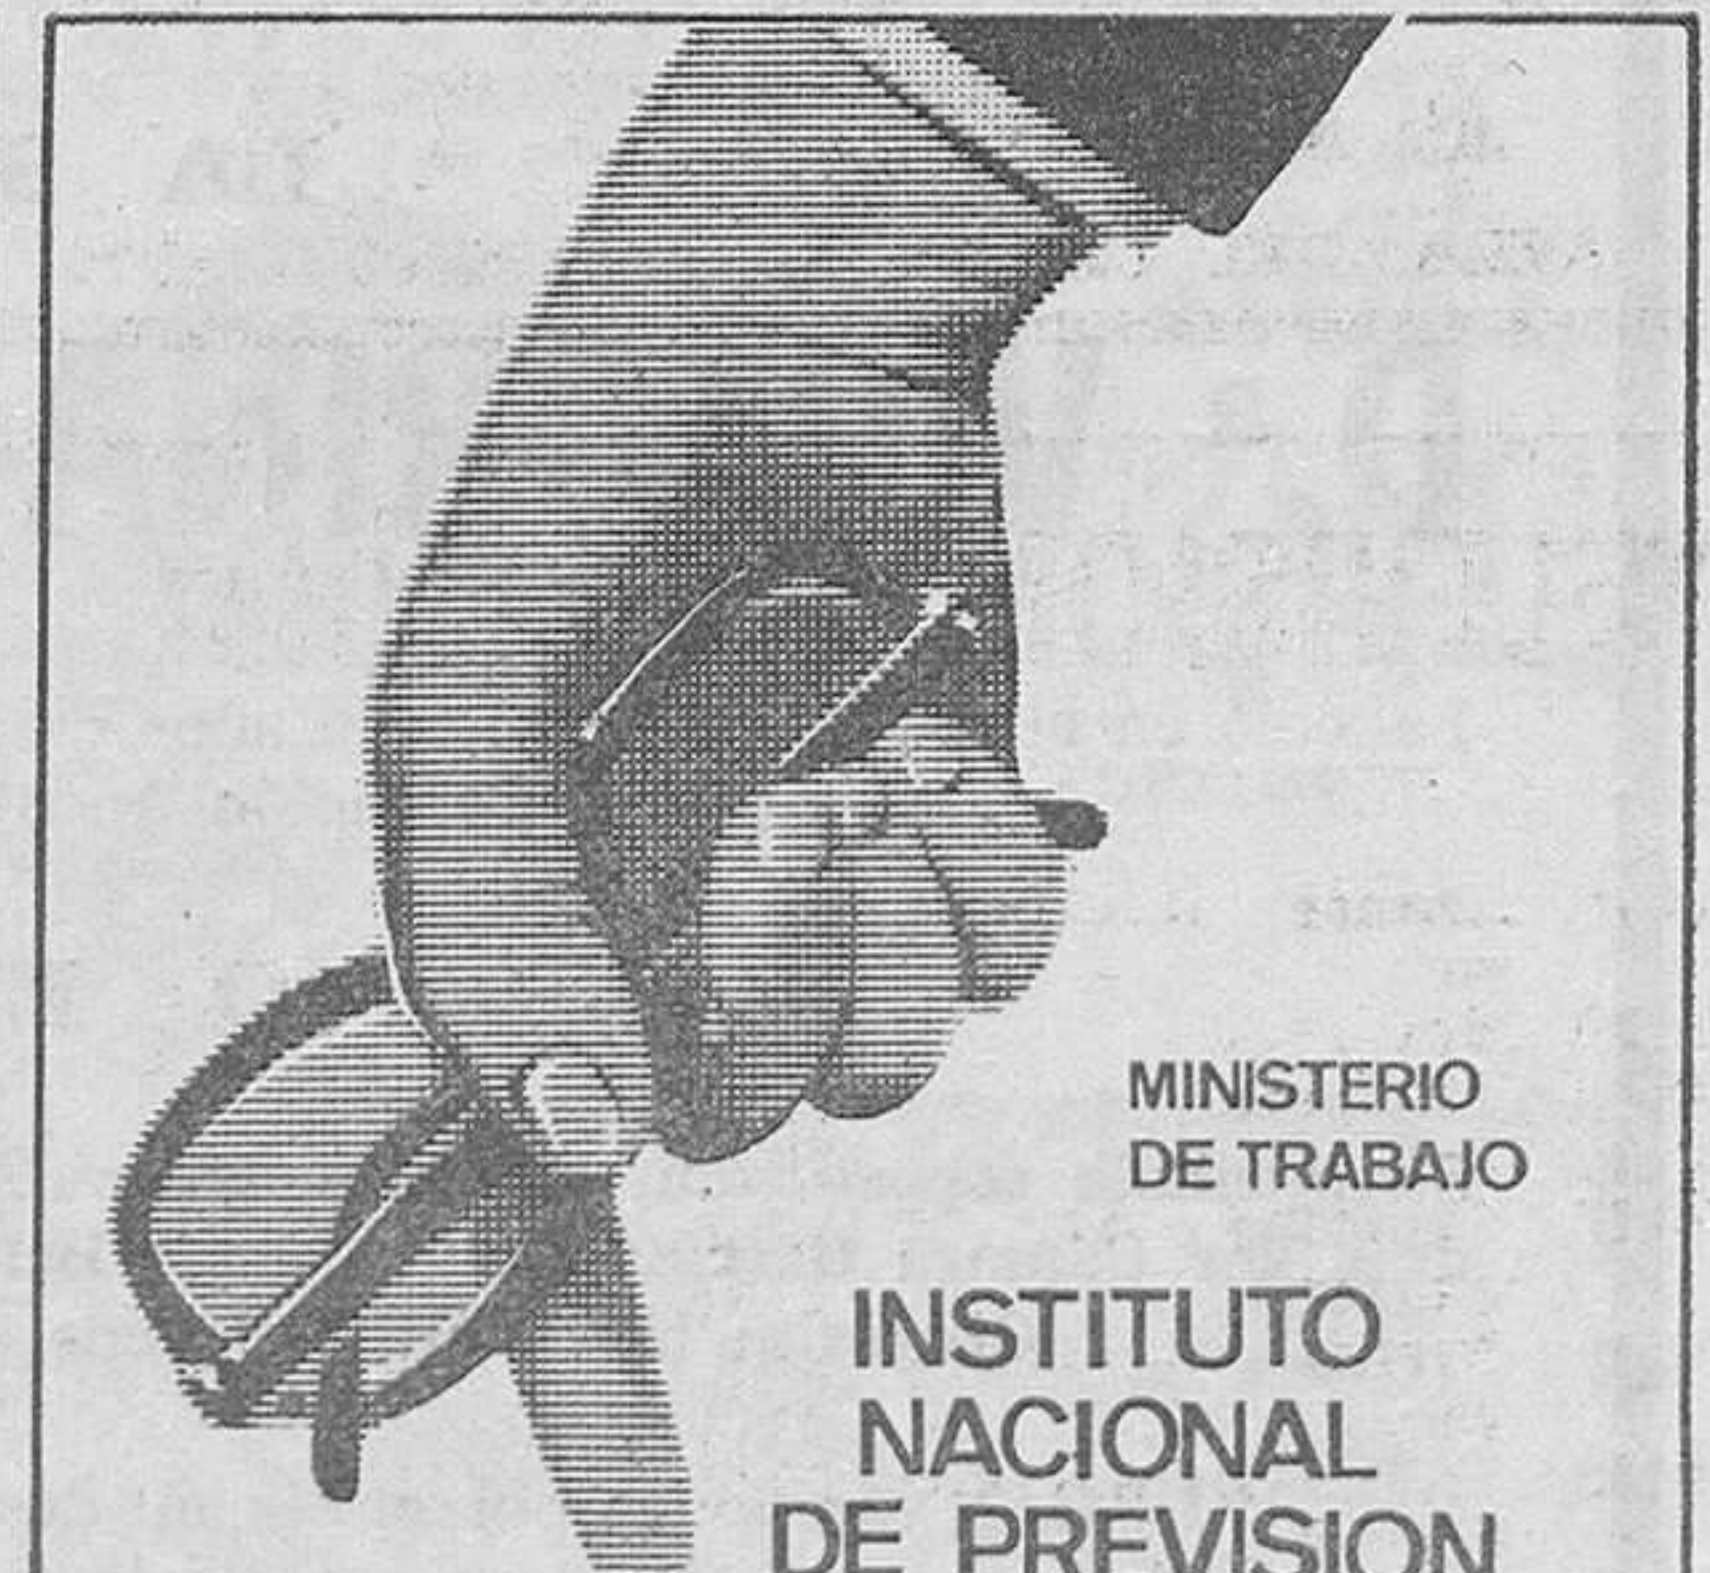 MINISTERIO
DE TRABAJO
INSTITUTO
NACIONAL
DE PREVISION